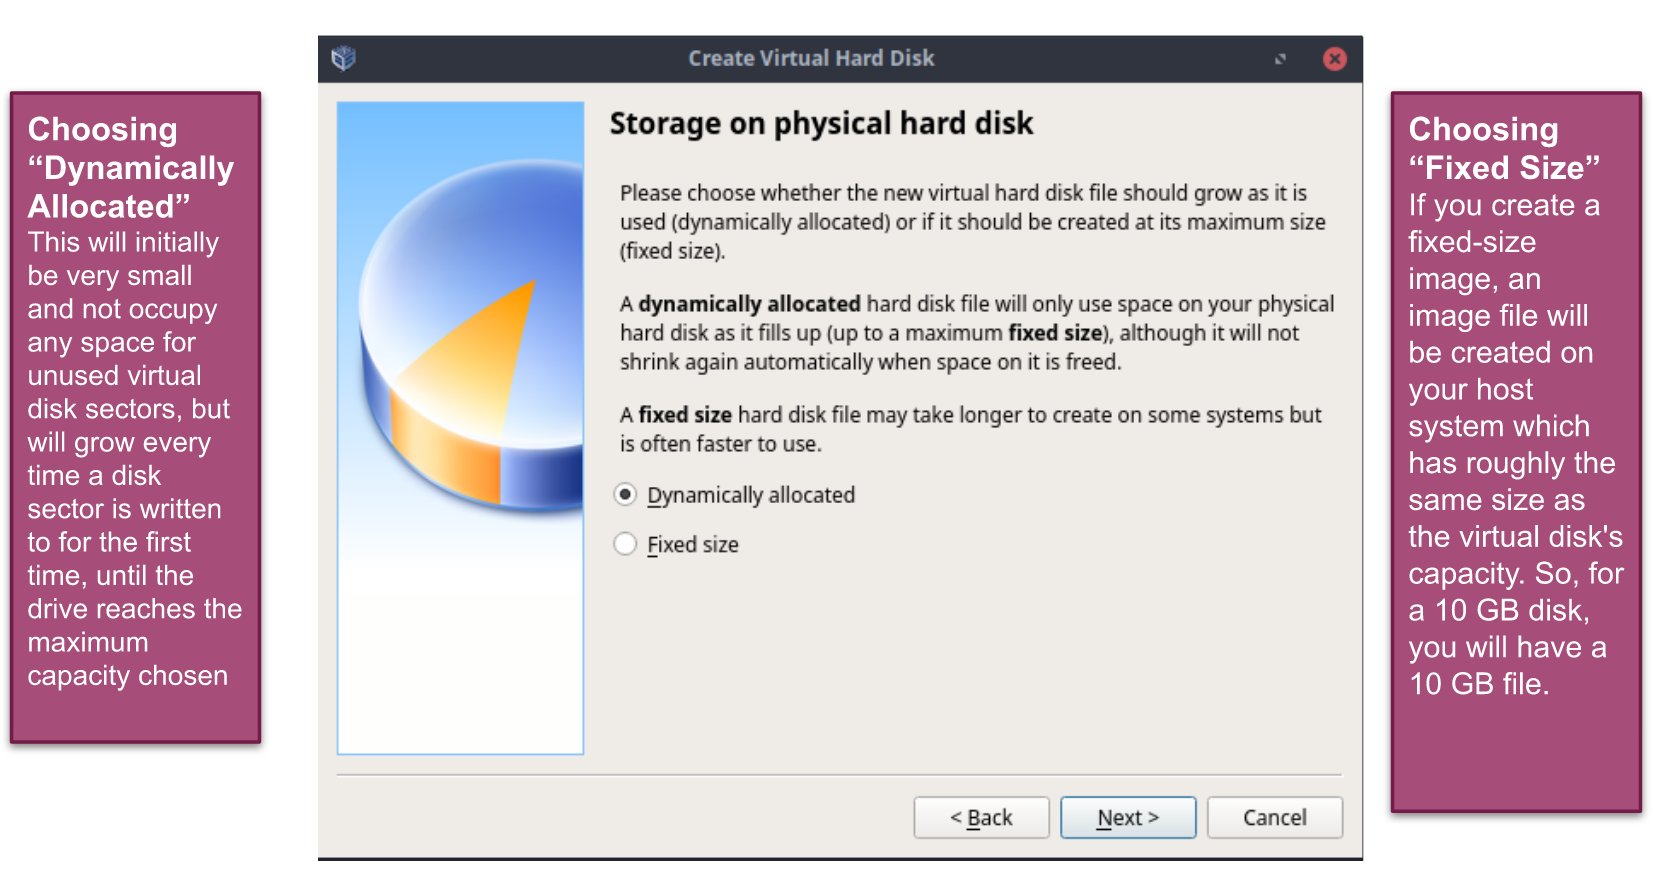 Choosing
“Dynamically
Allocated”
This will initially
be very small
and not occupy
any space for
unused virtual
disk sectors, but
will grow every
time a disk
sector is written
to for the first
time, until the
drive reaches the
maximum
capacity chosen
Create Virtual Hard Disk
Storage on physical hard disk
Please choose whether the new virtual hard disk file should grow as it is
used (dynamically allocated) or if it should be created at its maximum size
(fixed size).
A dynamically allocated hard disk file will only use space on your physical
hard disk as it fills up (up to a maximum fixed size), although it will not
shrink again automatically when space on it is freed.
A fixed size hard disk file may take longer to create on some systems but
is often faster to use.
Dynamically allocated
Fixed size
< Back
Next >
Cancel
Choosing
“Fixed Size”
If you create a
fixed-size
image, an
image file will
be created on
your host
system which
has roughly the
same size as
the virtual disk's
capacity. So, for
a 10 GB disk,
you will have a
10 GB file.